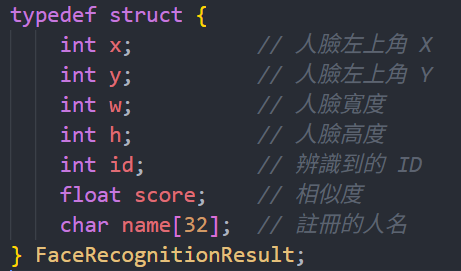 typedef struct {
    int x;          // 人臉左上角 X
    int y;          // 人臉左上角 Y
    int w;          // 人臉寬度
    int h;          // 人臉高度
    int id;         // 辨識到的 ID
    float score;    // 相似度
    char name[32];  // 註冊的人名
} FaceRecognitionResult;